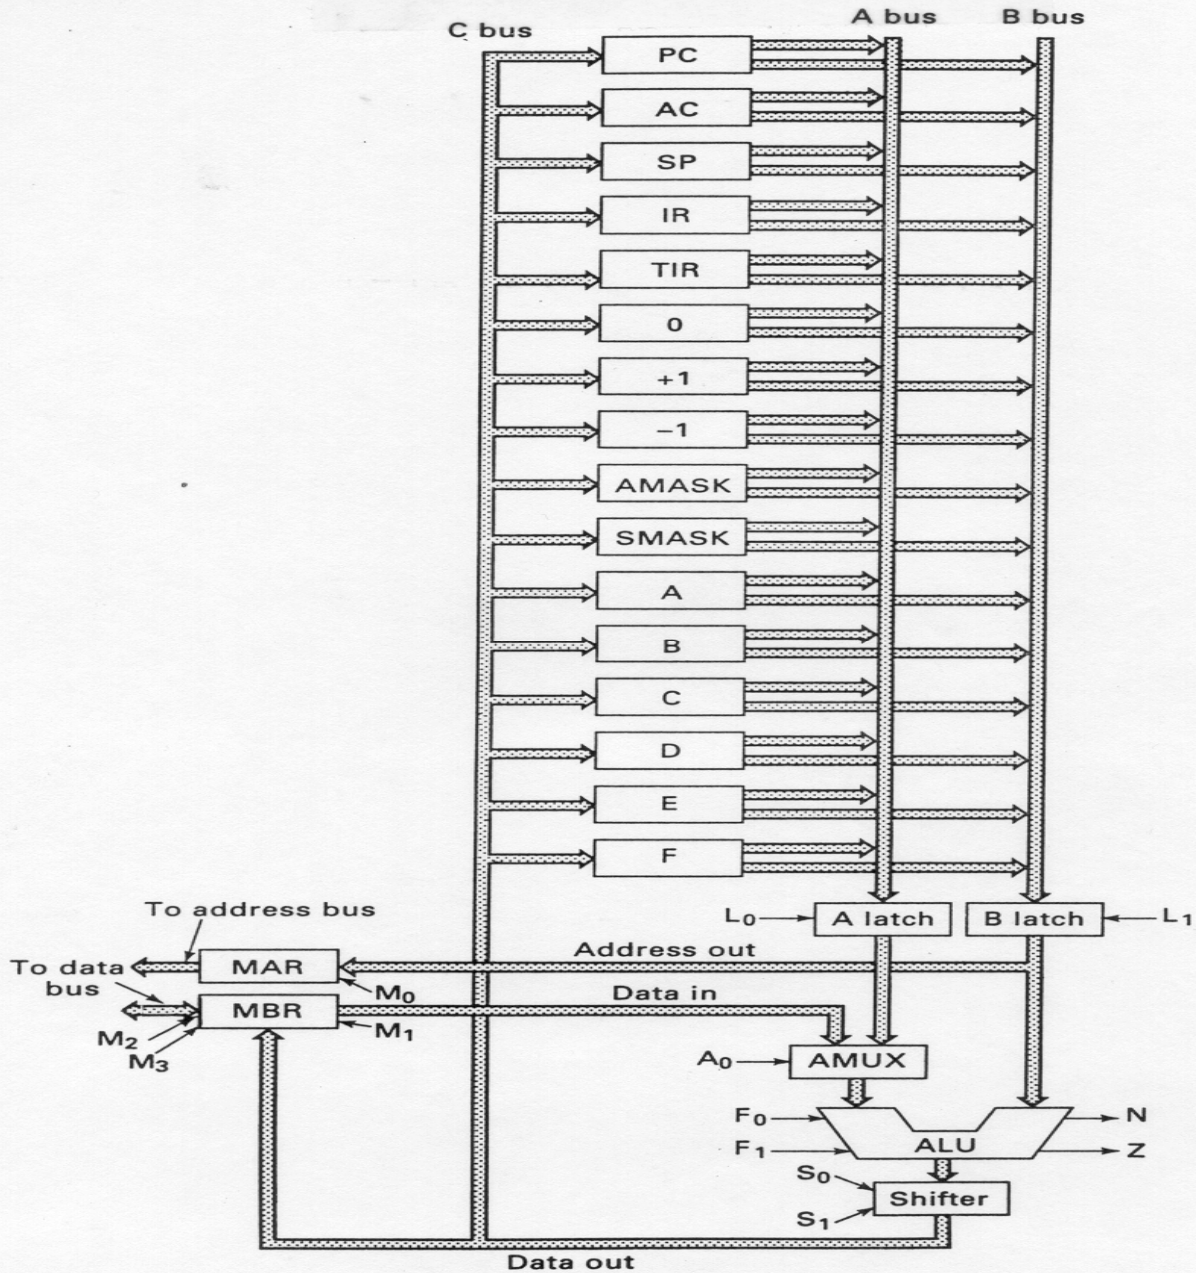 C bus
A bus
B bus
PC
AC
SP
IR
TIR
0
+1
−1
AMASK
SMASK
A
B
C
D
E
F
L0
A latch
B latch
L1
To address bus
Address out
MAR
M0
To data
bus
MBR
Data in
M1
M2
M3
A0
AMUX
F0
F1
ALU
N
Z
S0
S1
Shifter
Data out